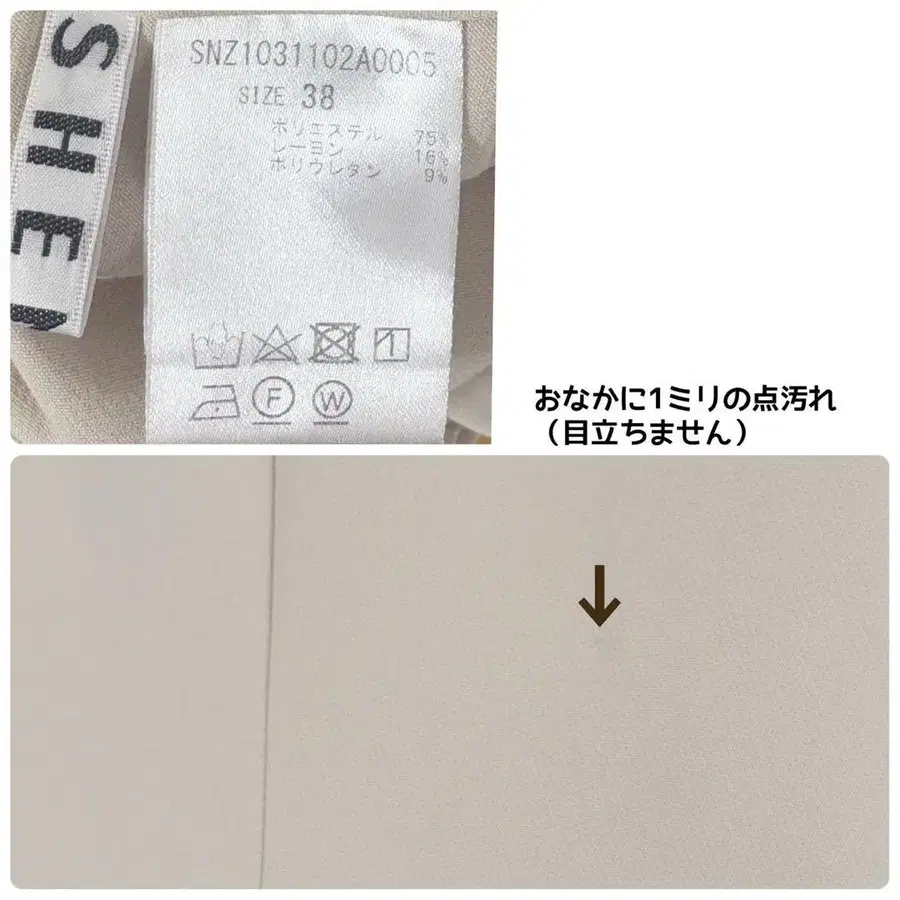 SHE
SNZ1031102A0005
SIZE 38
ポリエステル 75%
レーヨン 16%
ポリウレタン 9%
1
F
W
おなかに1ミリの点汚れ
（目立ちません）